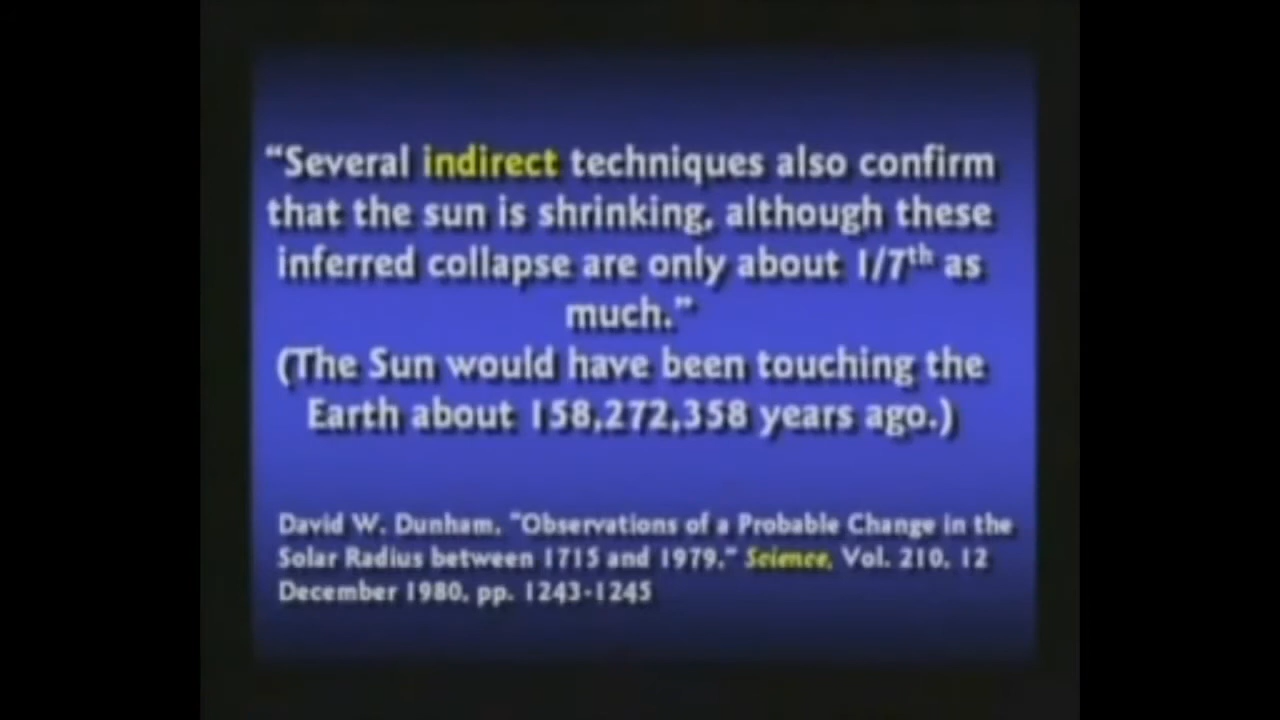 “Several indirect techniques also confirm
that the sun is shrinking, although these
inferred collapse are only about 1/7th as
much.”
(The Sun would have been touching the
Earth about 158,272,358 years ago.)
David W. Dunham, "Observations of a Probable Change in the
Solar Radius between 1715 and 1979," Science, Vol. 210, 12
December 1980, pp. 1243-1245